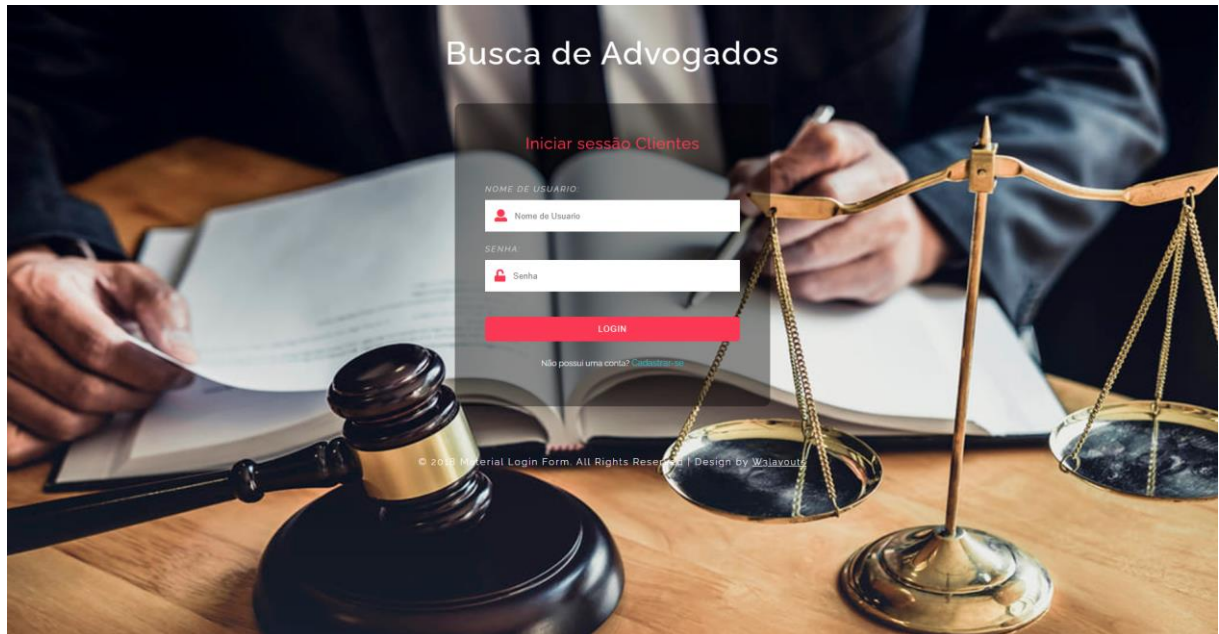 Busca de Advogados
Iniciar sessão Clientes
NOME DE USUARIO:
Nome de Usuario
SENHA:
Senha
LOGIN
Não possui uma conta? Cadastrar-se
© 2018 Material Login Form. All Rights Reserved | Design by W3layouts